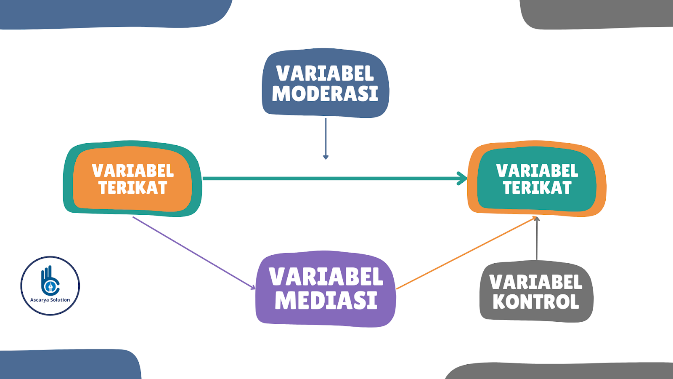 VARIABEL
MODERASI
VARIABEL
TERIKAT
VARIABEL
TERIKAT
VARIABEL
MEDIASI
VARIABEL
KONTROL
Ascarya Solution